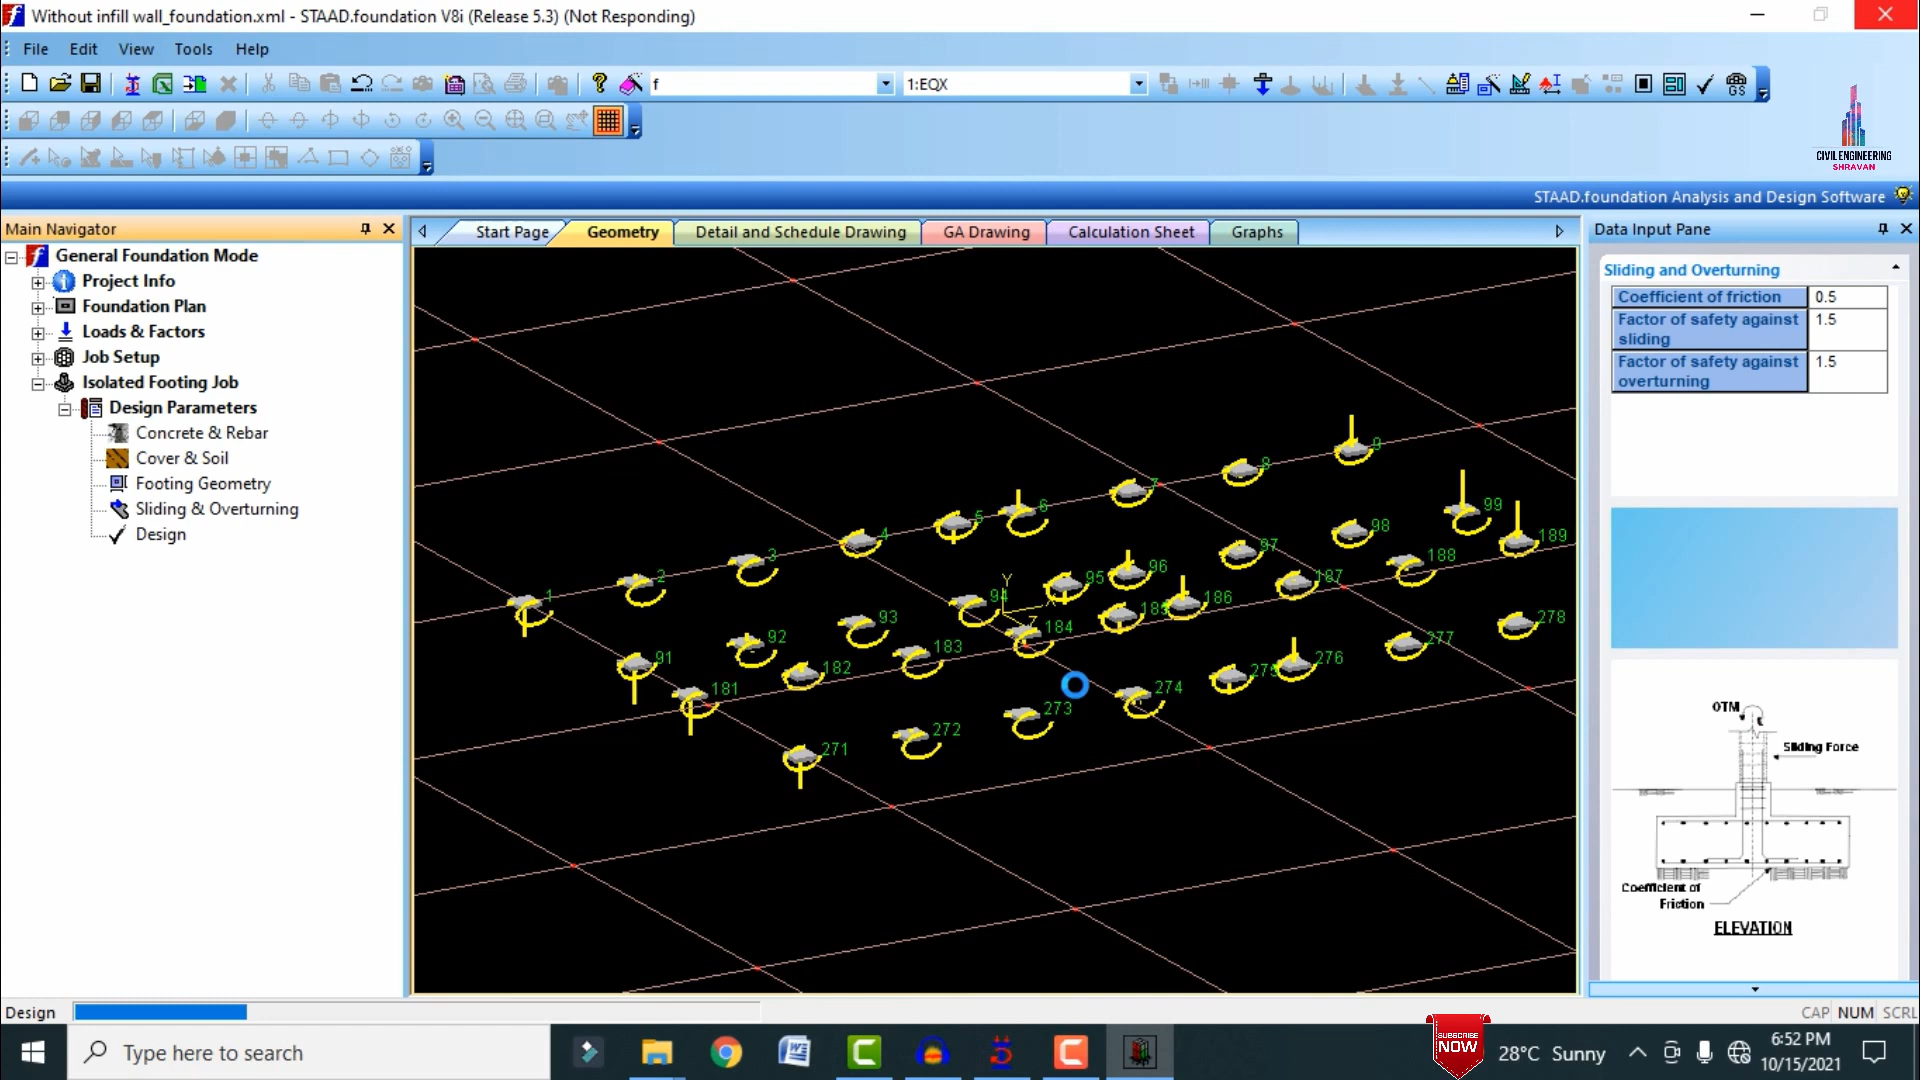 Without infill wall_foundation.xml - STAAD.foundation V8i (Release 5.3) (Not Responding)
File Edit View Tools Help
f 1:EQX
GS
CIVIL ENGINEERING
SHRAVAN
STAAD.foundation Analysis and Design Software
Main Navigator
General Foundation Mode
Project Info
Foundation Plan
Loads & Factors
Job Setup
Isolated Footing Job
Design Parameters
Concrete & Rebar
Cover & Soil
Footing Geometry
Sliding & Overturning
Design
Start Page Geometry Detail and Schedule Drawing GA Drawing Calculation Sheet Graphs
9
8
7
6 99
5 98 189
4 97 188
3 96 187
2 95 186 278
1 94 Y X Z 185 277
93 184 276
92 183 275
91 182 274
181 273
272
271
Data Input Pane
Sliding and Overturning
Coefficient of friction 0.5
Factor of safety against sliding 1.5
Factor of safety against overturning 1.5
OTM
Sliding Force
Coefficient of
Friction
ELEVATION
Design
CAP NUM SCRL
Type here to search
SUBSCRIBE
NOW
28°C Sunny
6:52 PM
10/15/2021